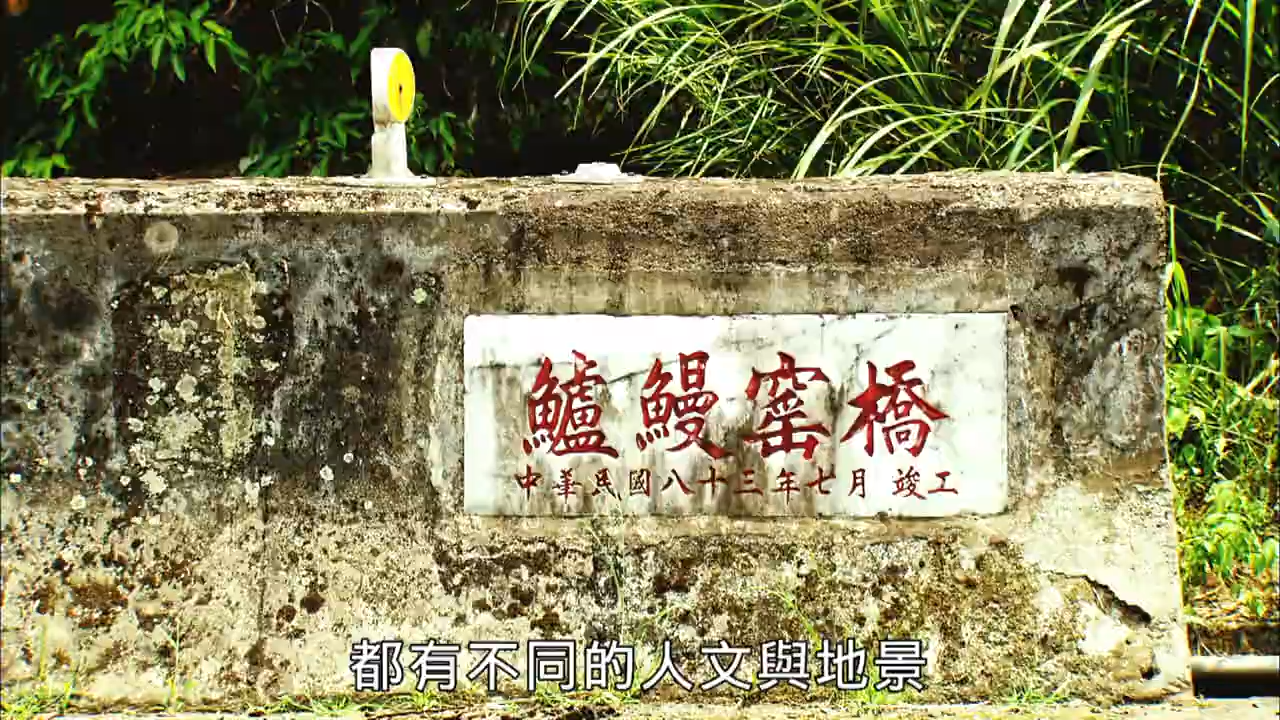 鱸鰻窑橋
中華民國八十三年七月 竣工
都有不同的人文與地景